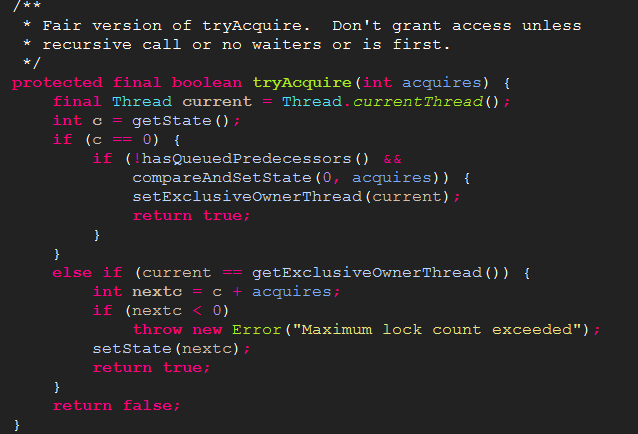 /**
 * Fair version of tryAcquire.  Don't grant access unless
 * recursive call or no waiters or is first.
 */
protected final boolean tryAcquire(int acquires) {
    final Thread current = Thread.currentThread();
    int c = getState();
    if (c == 0) {
        if (!hasQueuedPredecessors() &&
            compareAndSetState(0, acquires)) {
            setExclusiveOwnerThread(current);
            return true;
        }
    }
    else if (current == getExclusiveOwnerThread()) {
        int nextc = c + acquires;
        if (nextc < 0)
            throw new Error("Maximum lock count exceeded");
        setState(nextc);
        return true;
    }
    return false;
}